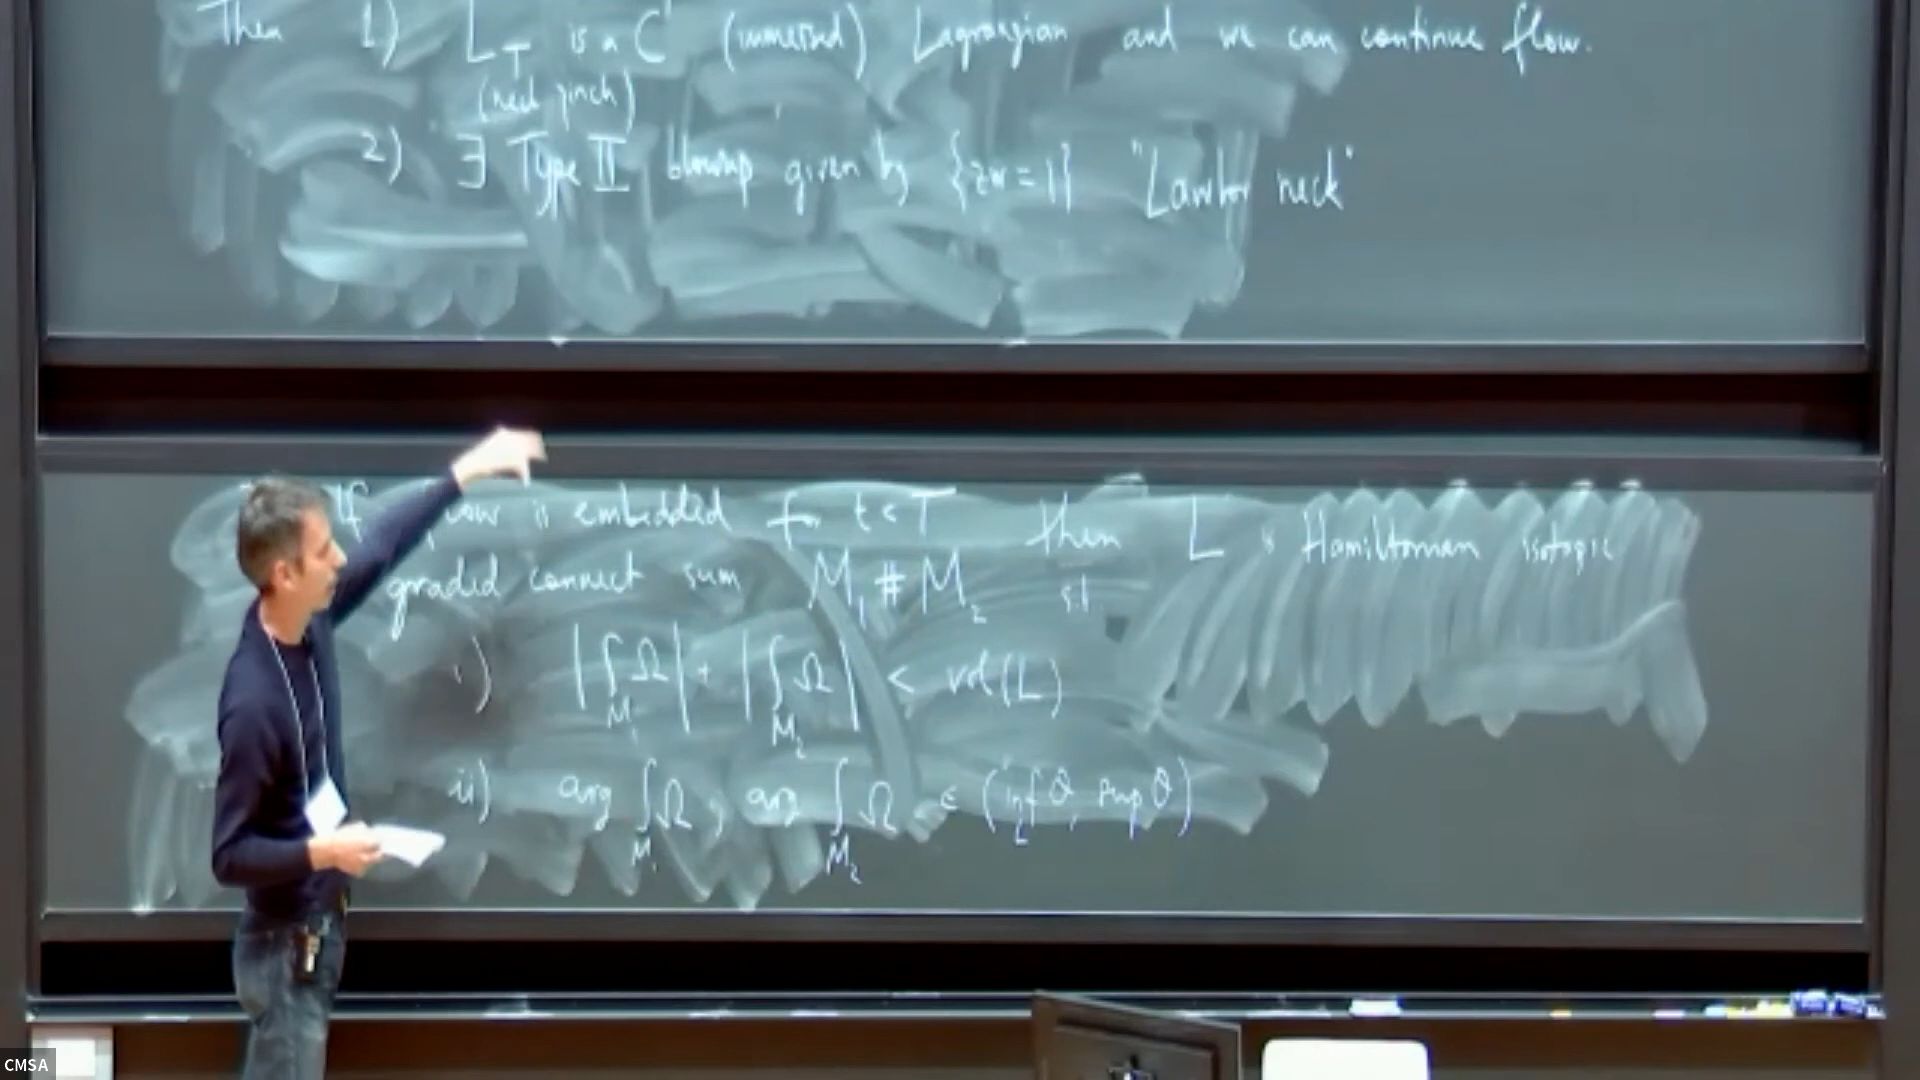 Then 1) L_T is a C¹ (immersed) Lagrangian and we can continue flow.
(neck pinch)
2) ∃ Type II blowup given by {zw=1} "Lawlor neck"
If flow is embedded for t<T then L is Hamiltonian isotopic
graded connect sum M₁ # M₂ s.t.
i) |∫_{M₁} Ω| + |∫_{M₂} Ω| < vol(L)
ii) arg ∫_{M₁} Ω, arg ∫_{M₂} Ω ∈ (inf_L θ, sup θ)
CMSA